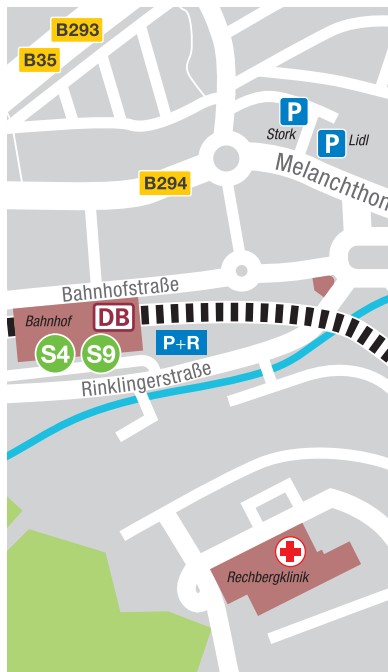 B293
B35
P
Stork
P
Lidl
Melanchthon
B294
Bahnhofstraße
Bahnhof
DB
S4
S9
P+R
Rinklingerstraße
Rechbergklinik